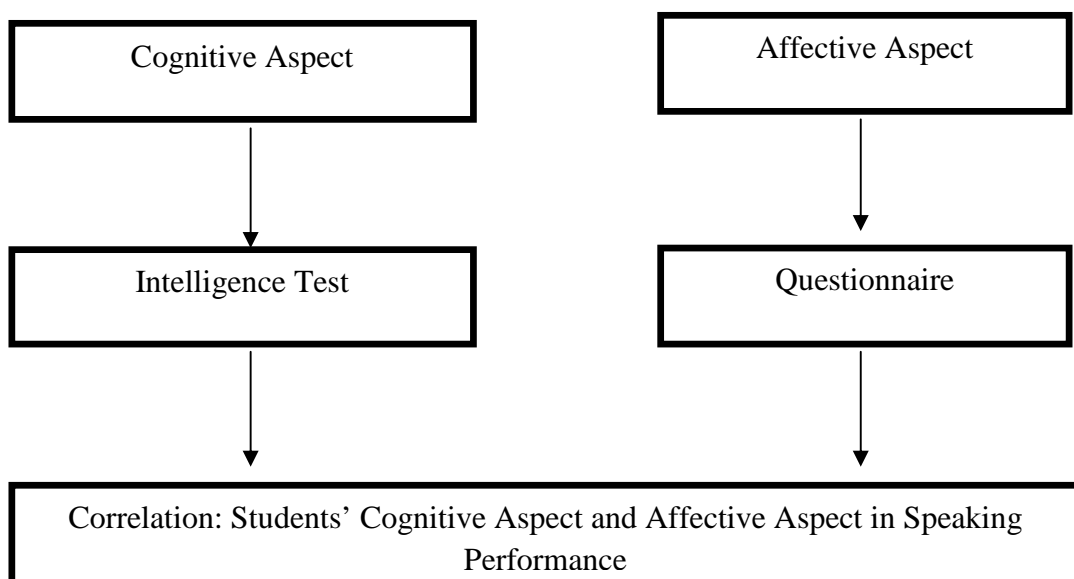 Cognitive Aspect
Affective Aspect
Intelligence Test
Questionnaire
Correlation: Students’ Cognitive Aspect and Affective Aspect in Speaking
Performance